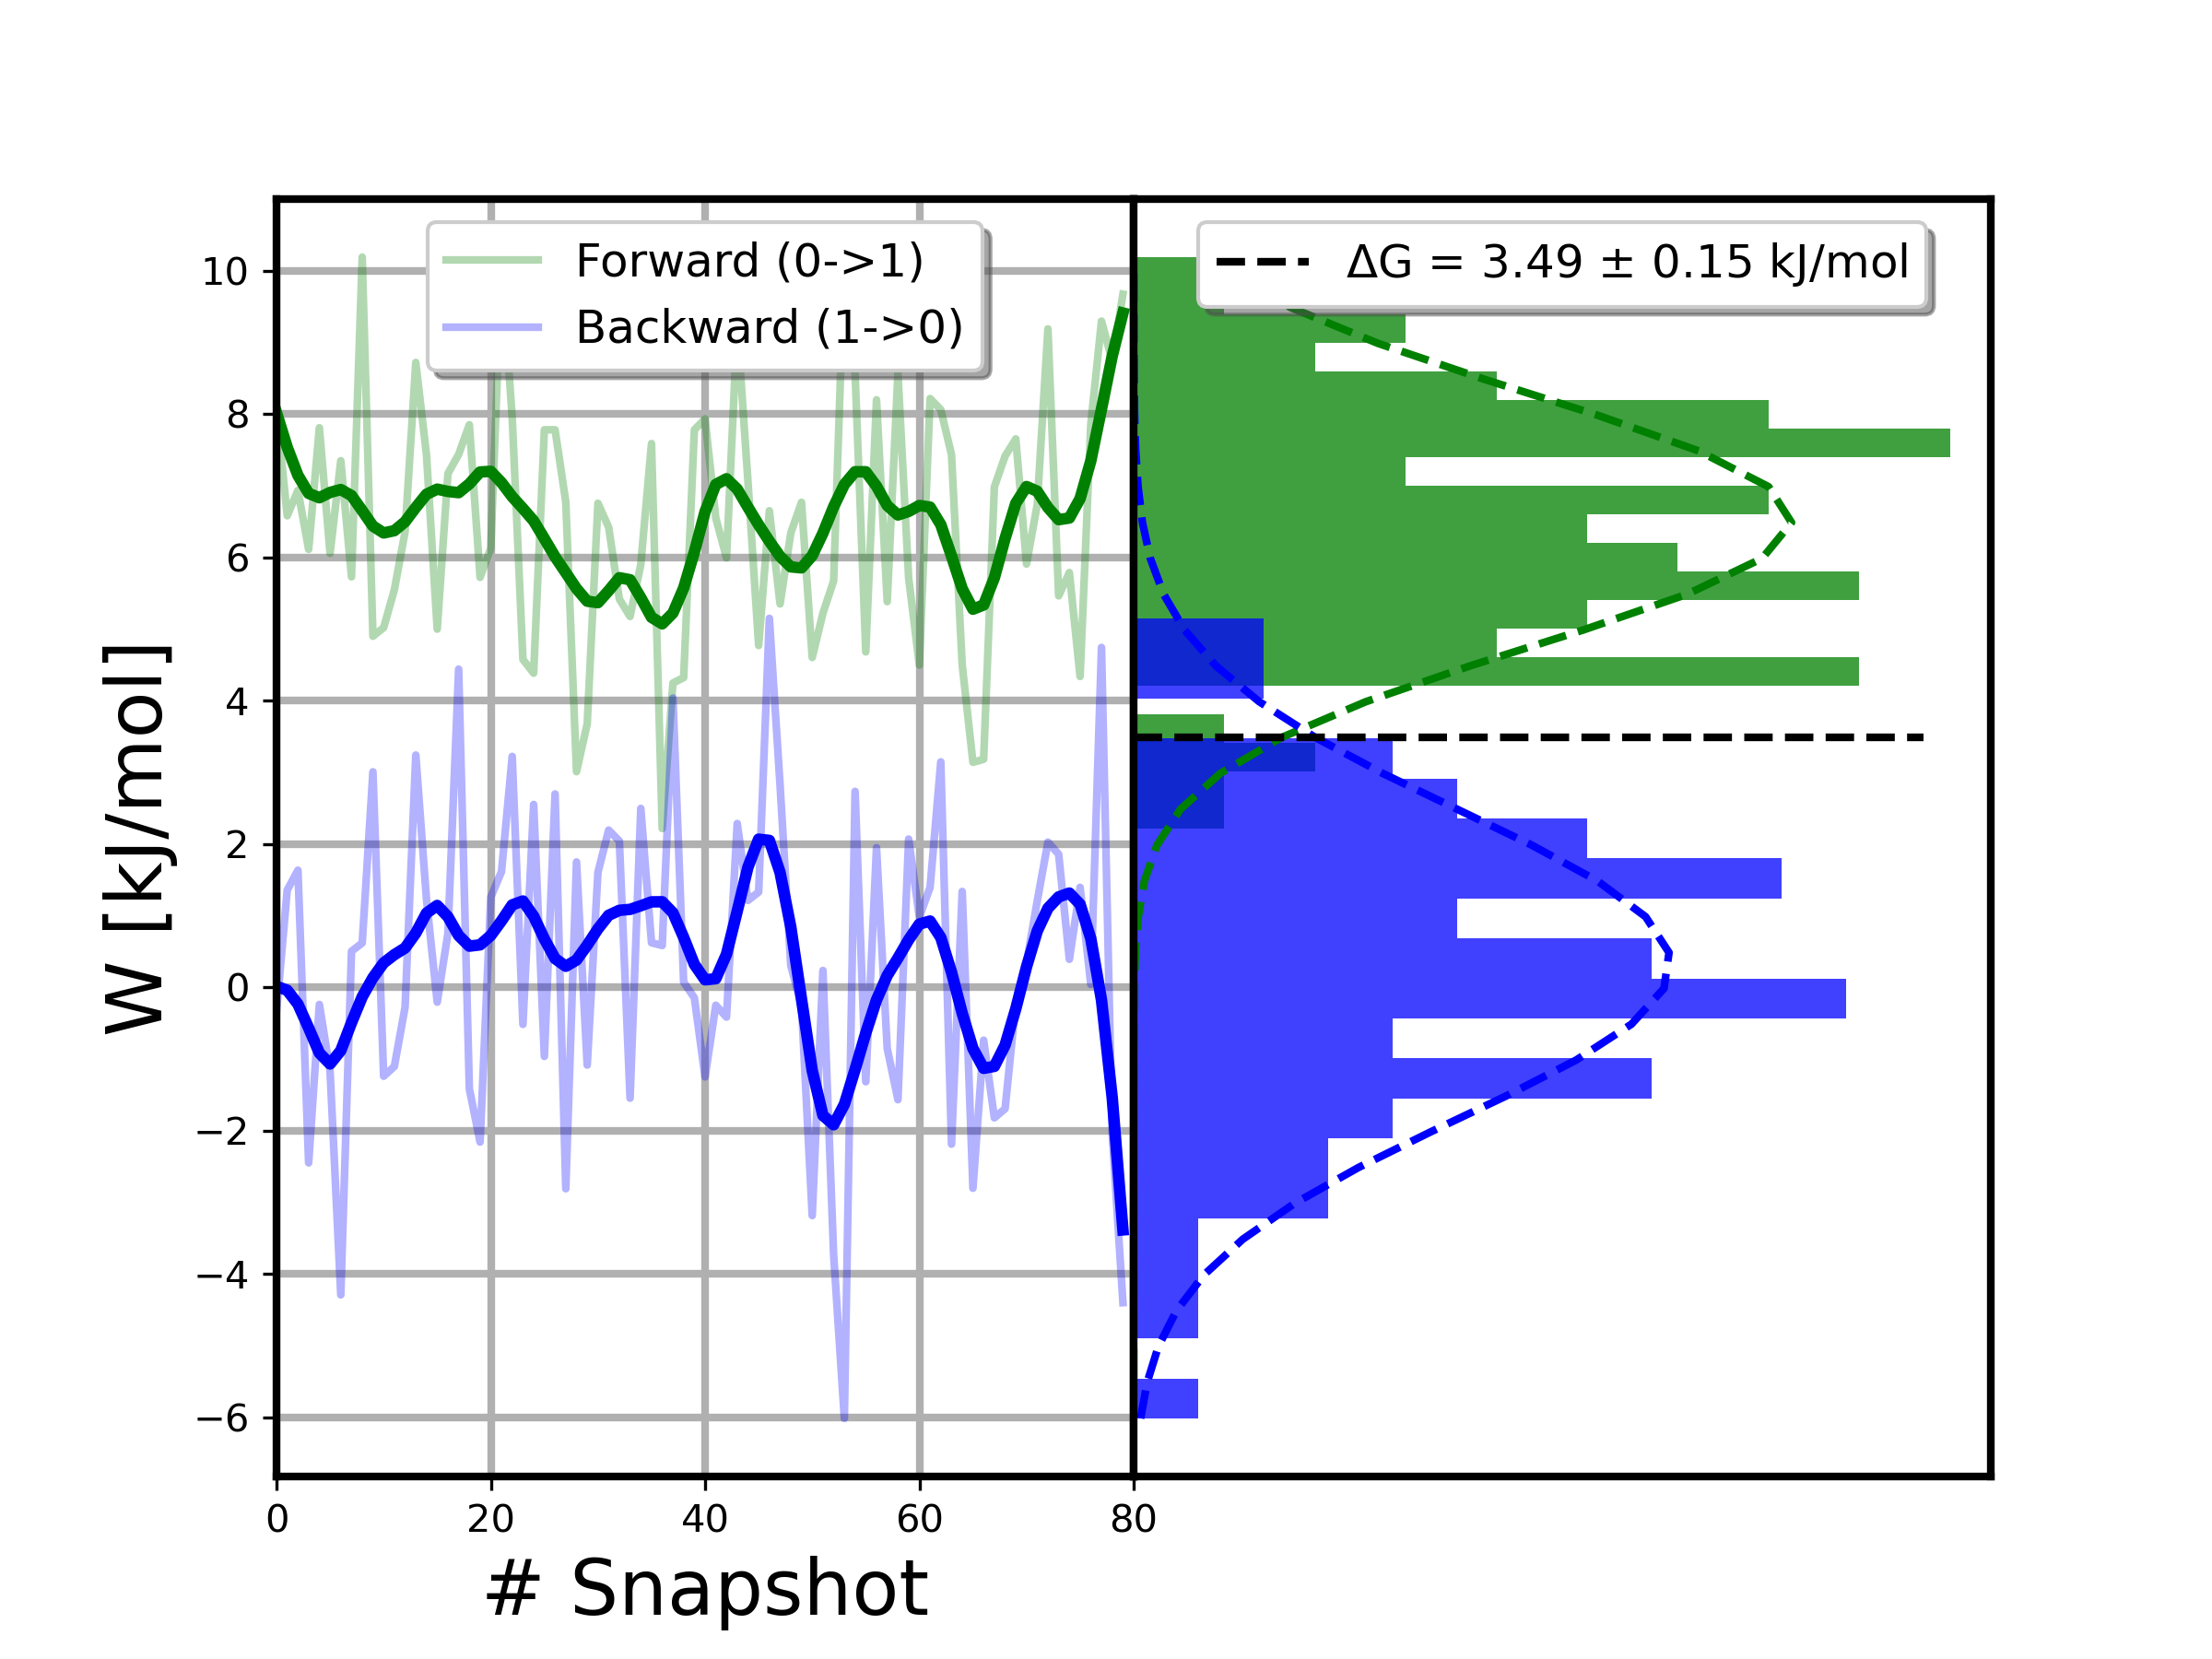 Forward (0->1)
Backward (1->0)
ΔG = 3.49 ± 0.15 kJ/mol
W [kJ/mol]
10
8
6
4
2
0
−2
−4
−6
0 20 40 60 80
# Snapshot